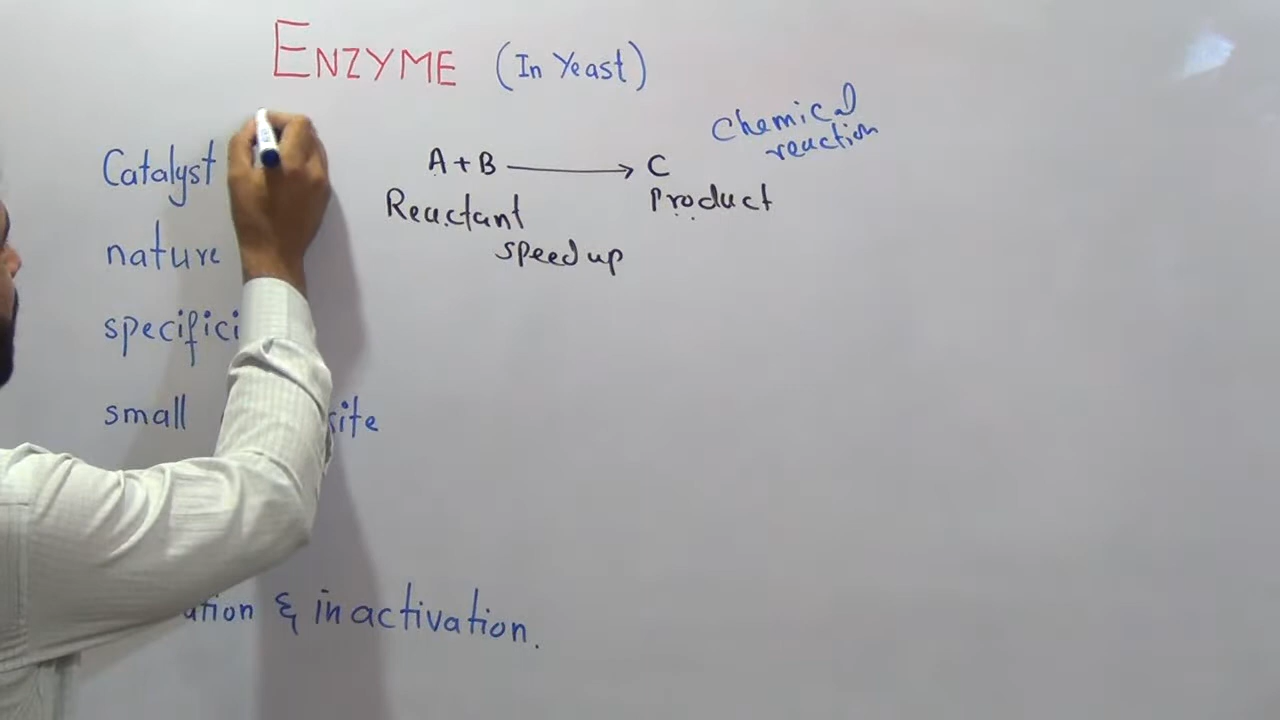 ENZYME (In Yeast)
Chemical
reaction
Catalyst
A + B ⟶ C
Reactant
Product
speed up
nature
specifici
small site
ation & inactivation.